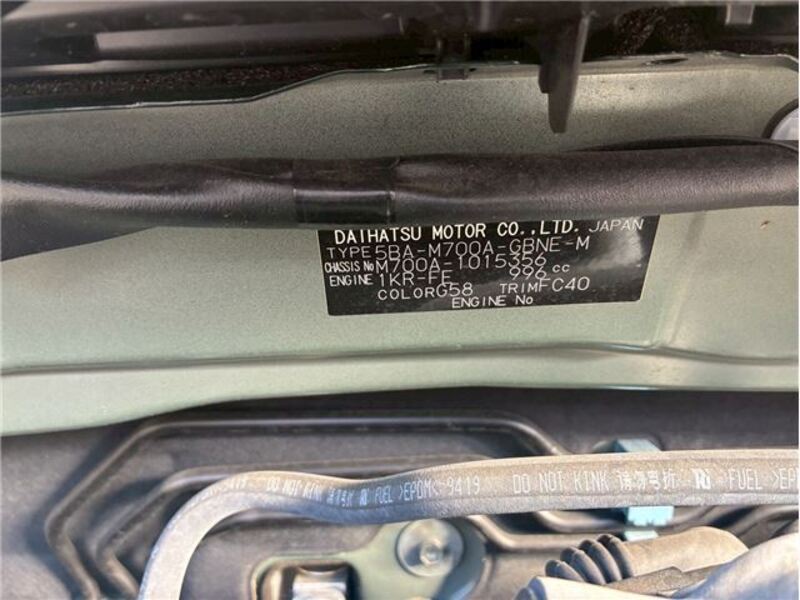 DAIHATSU MOTOR CO.,LTD. JAPAN
TYPE 5BA-M700A-GBNE-M
CHASSIS No M700A-1015356
ENGINE 1KR-FE 996 cc
COLOR G58 TRIM FC40
ENGINE No
9419 DO NOT KINK FUEL >EPDM< 9419 DO NOT KINK FUEL >EPDM